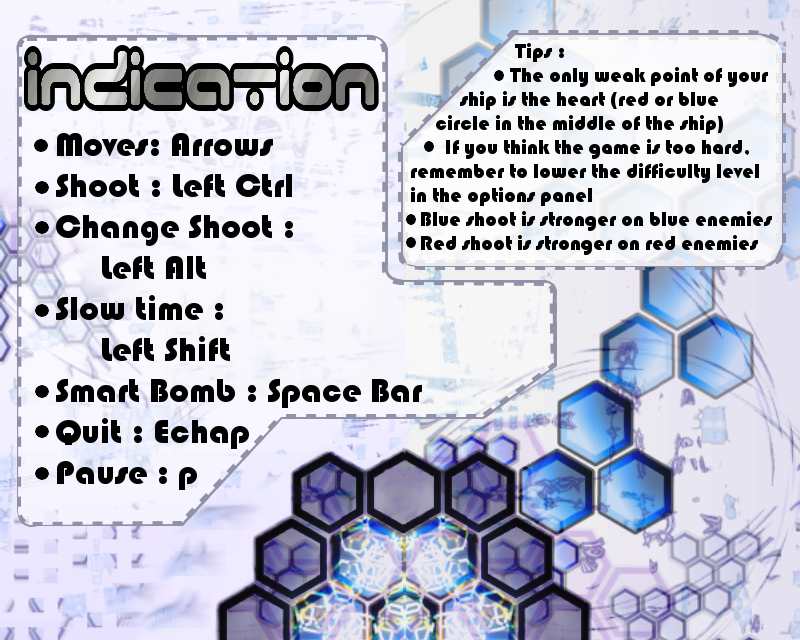 indication
• Moves: Arrows
• Shoot : Left Ctrl
• Change Shoot :
Left Alt
• Slow time :
Left Shift
• Smart Bomb : Space Bar
• Quit : Echap
• Pause : p
Tips :
• The only weak point of your
ship is the heart (red or blue
circle in the middle of the ship)
• If you think the game is too hard,
remember to lower the difficulty level
in the options panel
• Blue shoot is stronger on blue enemies
• Red shoot is stronger on red enemies